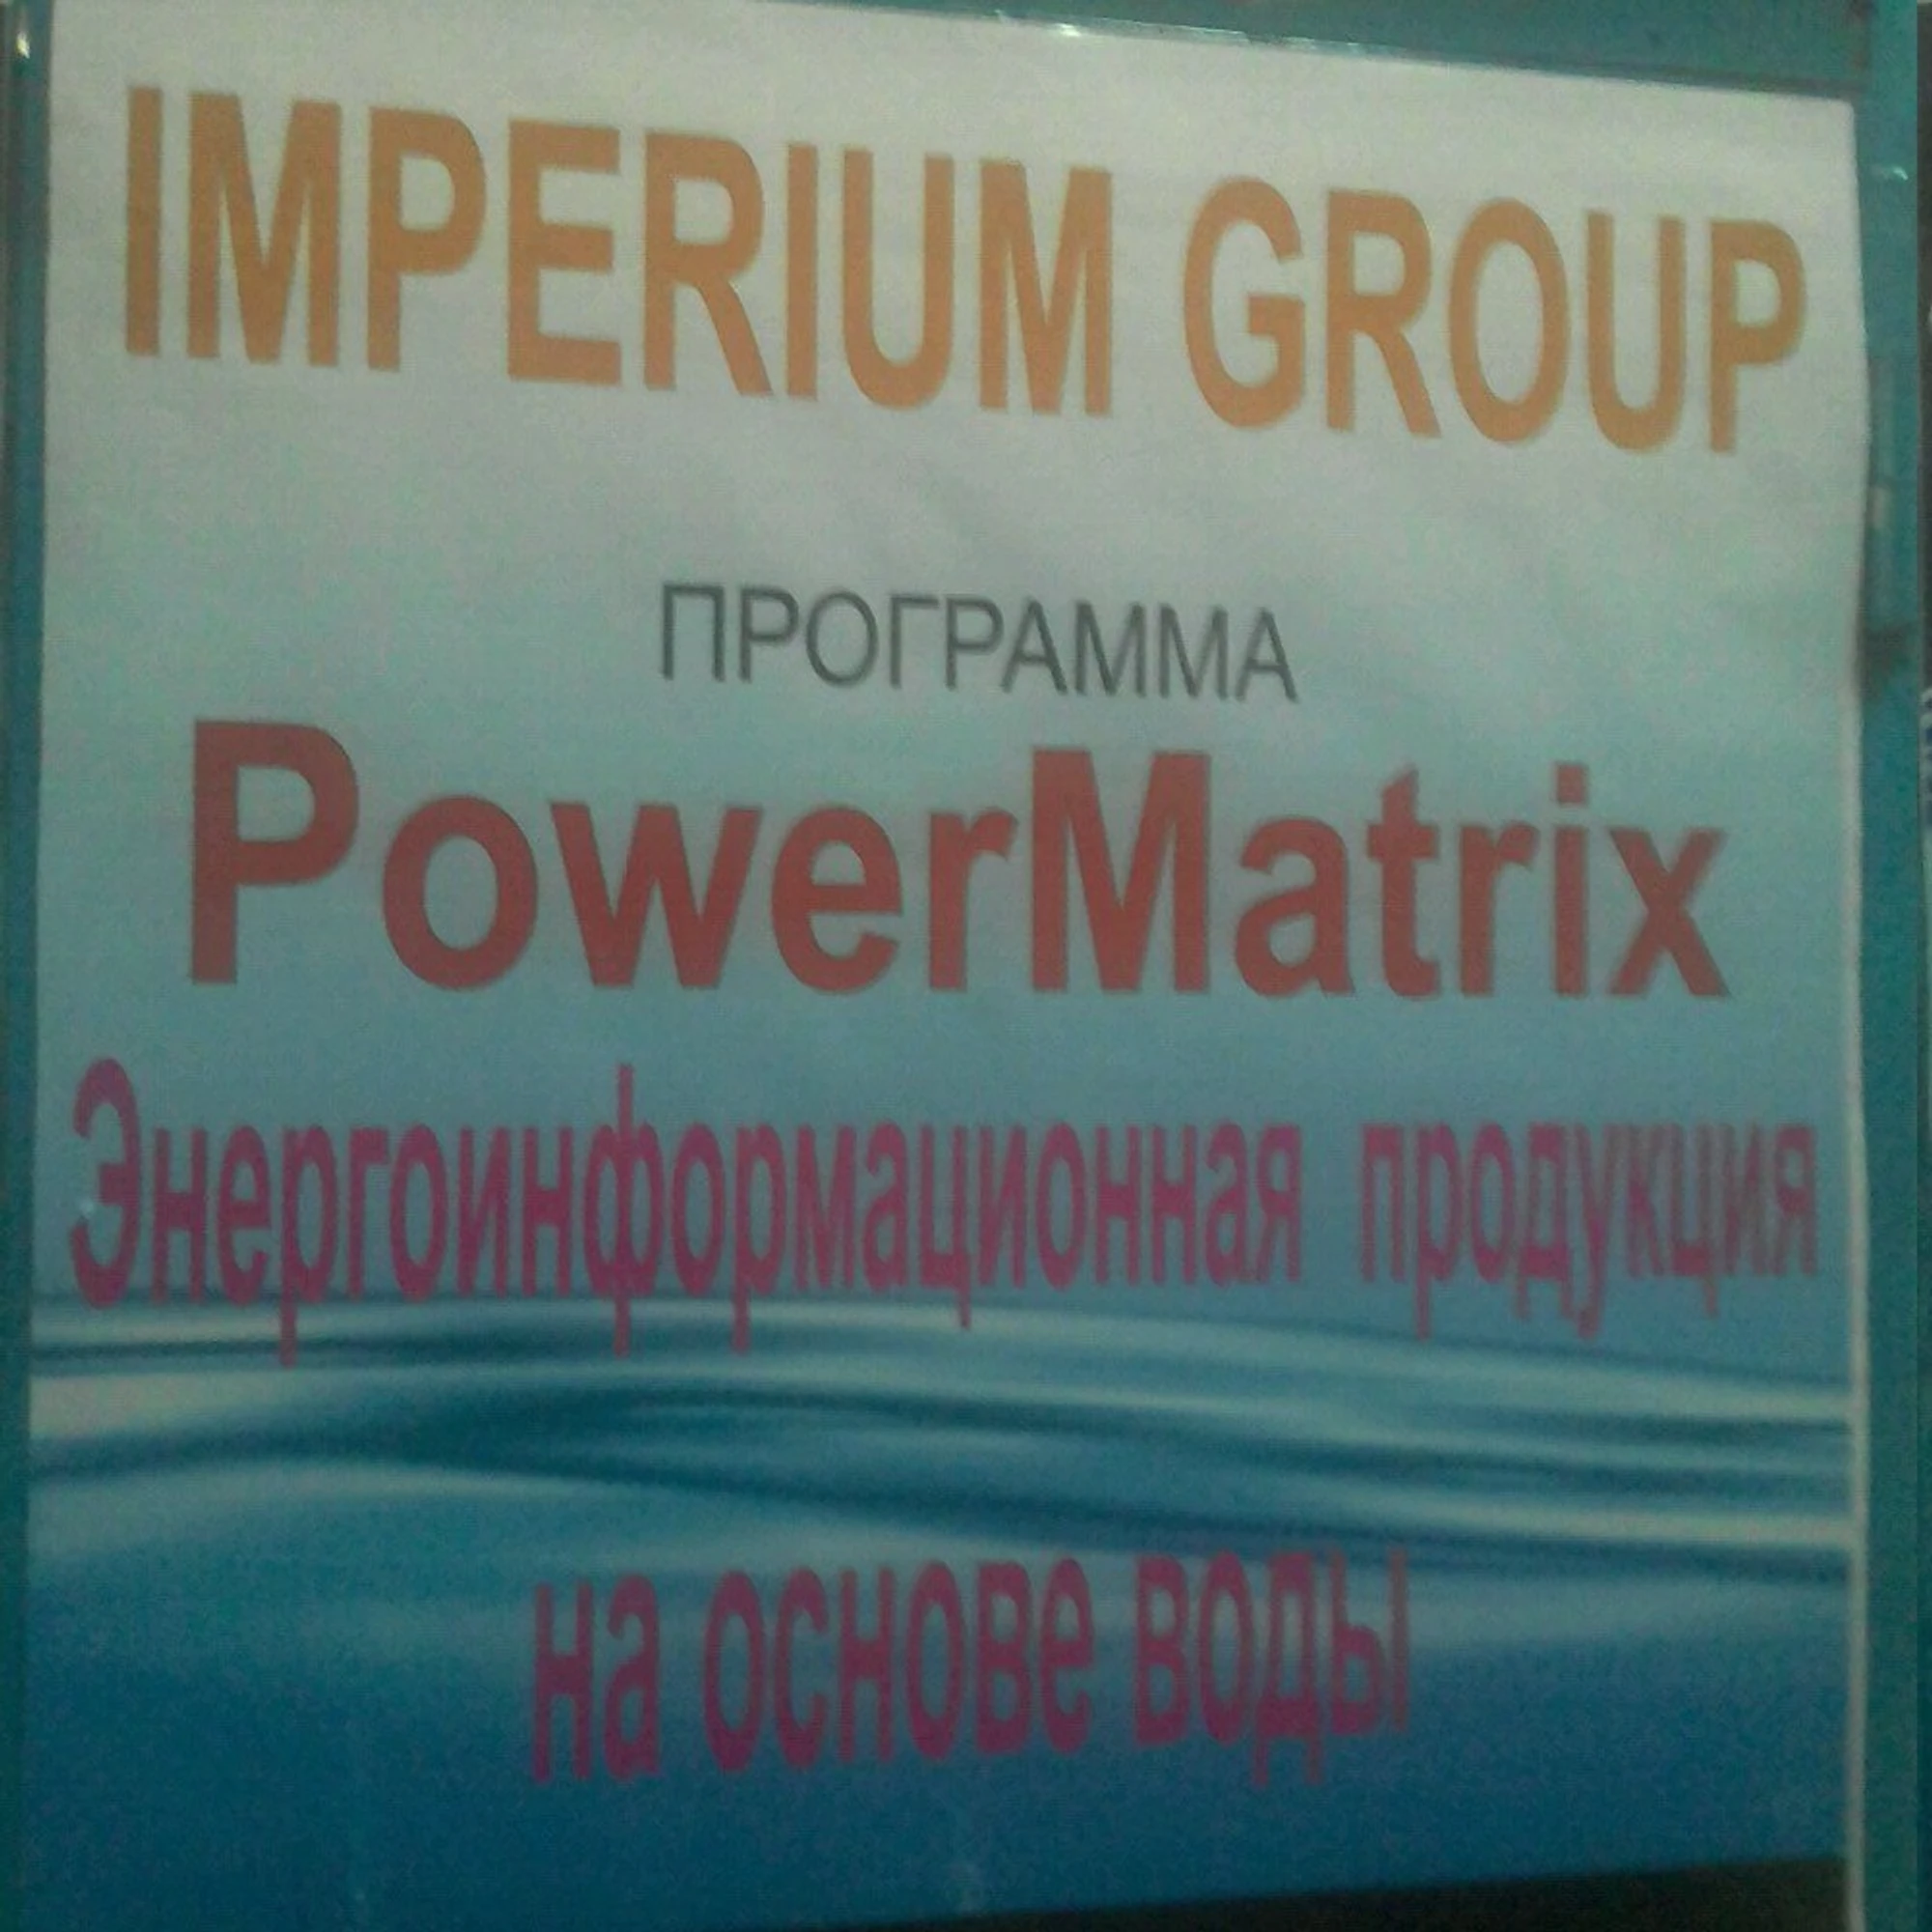 IMPERIUM GROUP
ПРОГРАММА
PowerMatrix
Энергоинформационная продукция
на основе воды